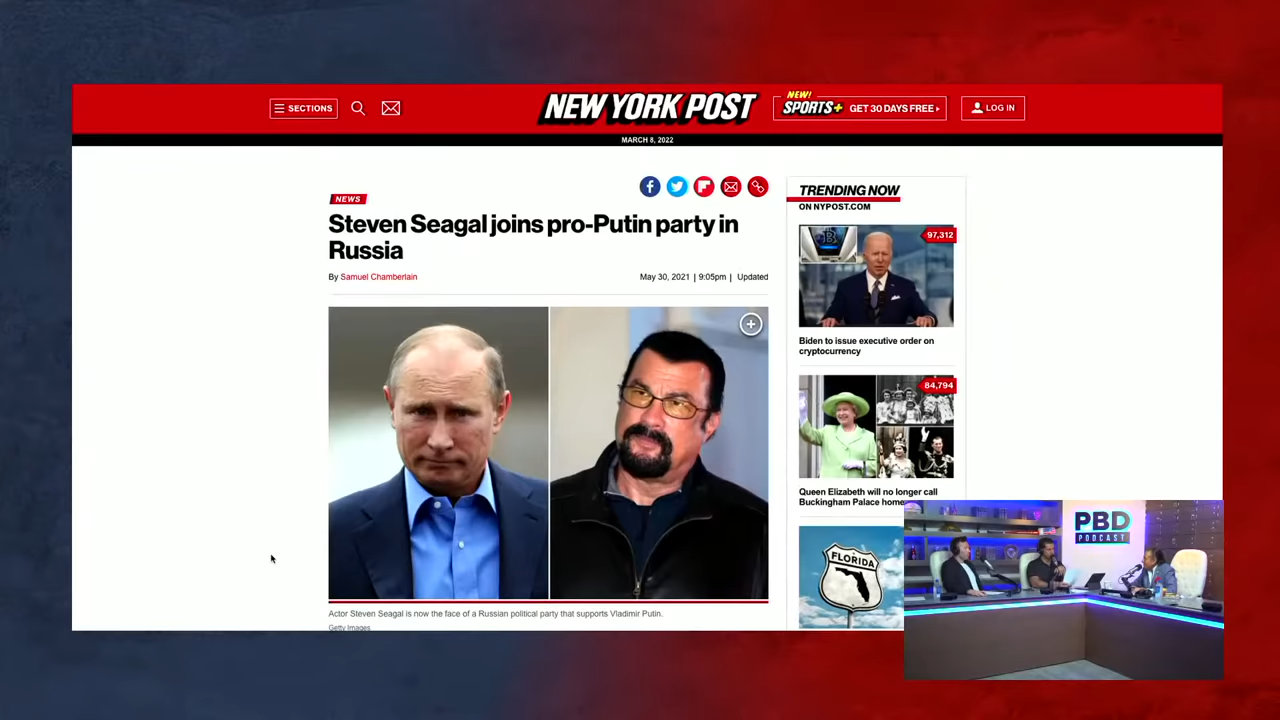 SECTIONS
NEW YORK POST
NEW!
SPORTS+
GET 30 DAYS FREE
LOG IN
MARCH 8, 2022
NEWS
Steven Seagal joins pro-Putin party in
Russia
By Samuel Chamberlain
May 30, 2021 | 9:05pm | Updated
Actor Steven Seagal is now the face of a Russian political party that supports Vladimir Putin.
Getty Images
TRENDING NOW
ON NYPOST.COM
97,312
Biden to issue executive order on
cryptocurrency
84,794
Queen Elizabeth will no longer call
Buckingham Palace home
FLORIDA
PBD
PODCAST